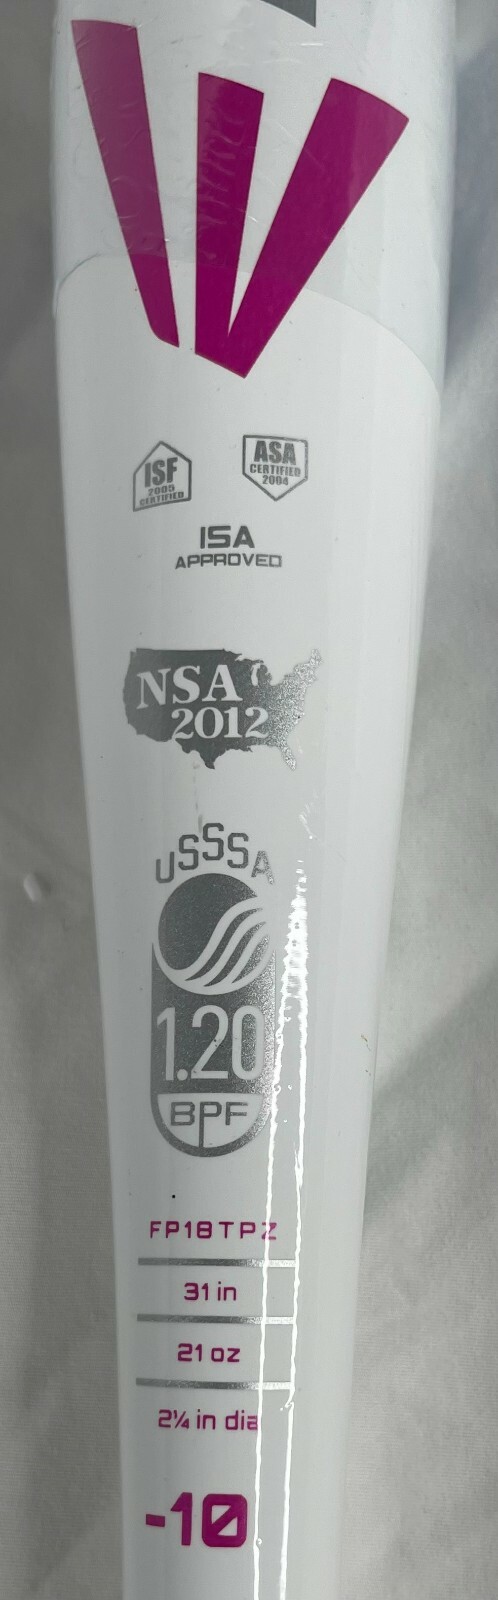 ISF
2005
CERTIFIED
ASA
CERTIFIED
2004
ISA
APPROVED
NSA
2012
USSSA
1.20
BPF
FP18TPZ
31 in
21 oz
2¼ in dia
-10